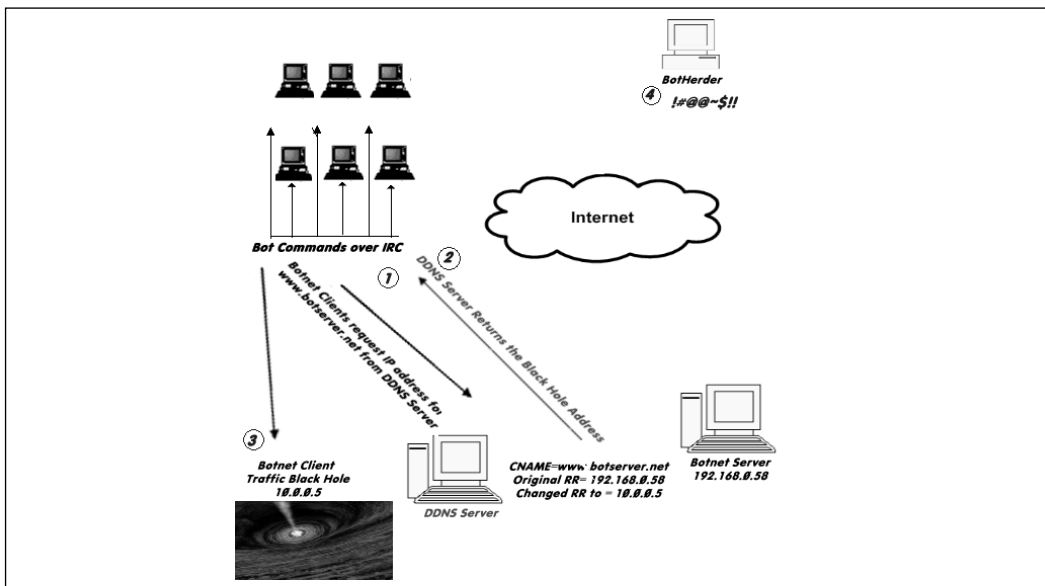 BotHerder
4 !#@@~$!!
Internet
Bot Commands over IRC
1
2
Botnet Clients request IP address for
www.botserver.net from DDNS Server
DDNS Server Returns the Black Hole Address
3
Botnet Client
Traffic Black Hole
10.0.0.5
DDNS Server
CNAME=www.botserver.net
Original RR= 192.168.0.58
Changed RR to = 10.0.0.5
Botnet Server
192.168.0.58